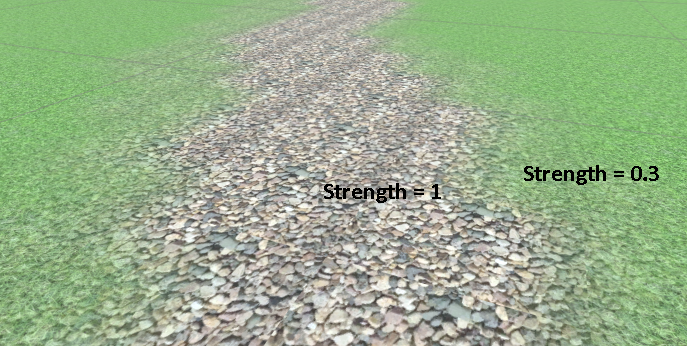 Strength = 1
Strength = 0.3